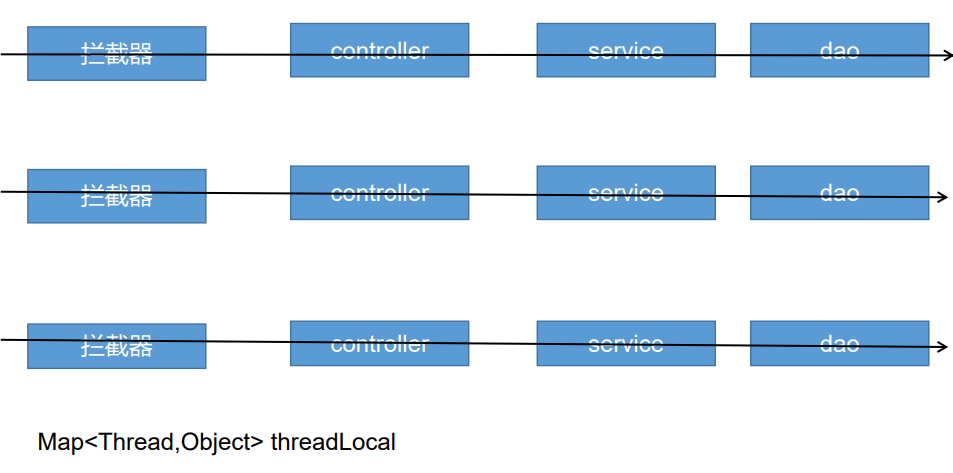 拦截器 controller service dao
拦截器 controller service dao
拦截器 controller service dao
Map<Thread,Object> threadLocal